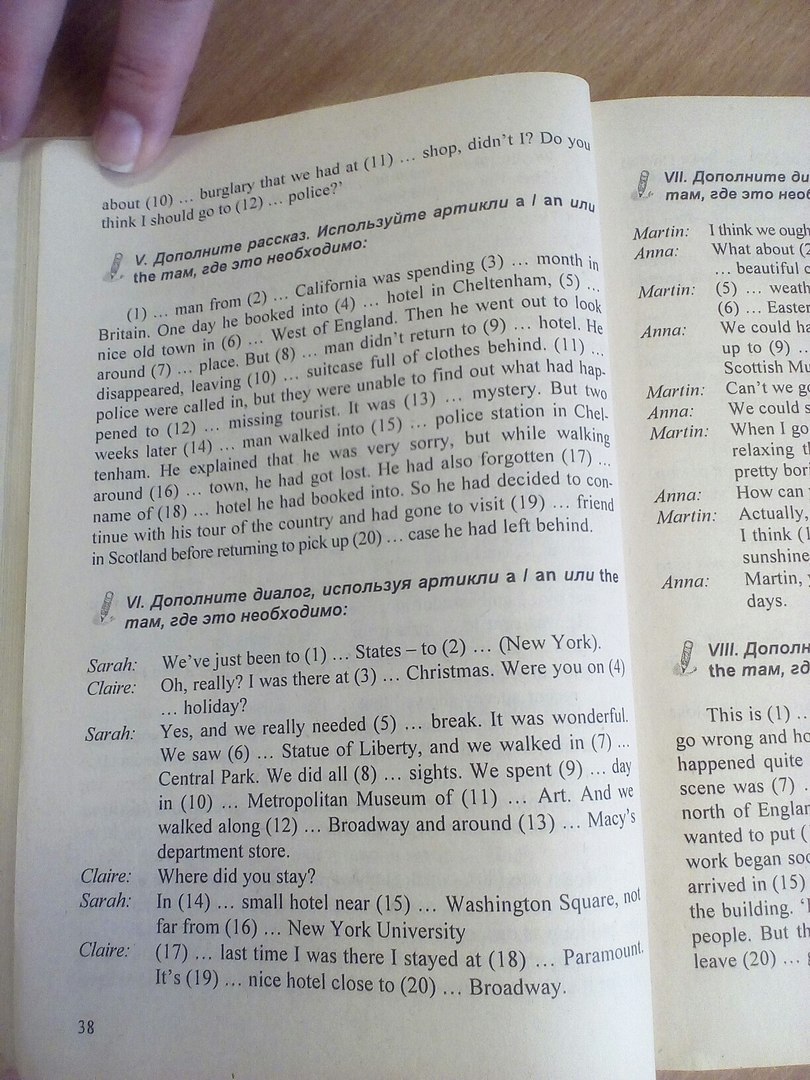 about (10) … burglary that we had at (11) … shop, didn't I? Do you
think I should go to (12) … police?'
V. Дополните рассказ. Используйте артикли a / an или
the там, где это необходимо:
(1) … man from (2) … California was spending (3) … month in
Britain. One day he booked into (4) … hotel in Cheltenham, (5) …
nice old town in (6) … West of England. Then he went out to look
around (7) … place. But (8) … man didn't return to (9) … hotel. He
disappeared, leaving (10) … suitcase full of clothes behind. (11) …
police were called in, but they were unable to find out what had hap-
pened to (12) … missing tourist. It was (13) … mystery. But two
weeks later (14) … man walked into (15) … police station in Chel-
tenham. He explained that he was very sorry, but while walking
around (16) … town, he had got lost. He had also forgotten (17) …
name of (18) … hotel he had booked into. So he had decided to con-
tinue with his tour of the country and had gone to visit (19) … friend
in Scotland before returning to pick up (20) … case he had left behind.
VI. Дополните диалог, используя артикли a / an или the
там, где это необходимо:
Sarah: We've just been to (1) … States – to (2) … (New York).
Claire: Oh, really? I was there at (3) … Christmas. Were you on (4)
… holiday?
Sarah: Yes, and we really needed (5) … break. It was wonderful.
We saw (6) … Statue of Liberty, and we walked in (7) …
Central Park. We did all (8) … sights. We spent (9) … day
in (10) … Metropolitan Museum of (11) … Art. And we
walked along (12) … Broadway and around (13) … Macy's
department store.
Claire: Where did you stay?
Sarah: In (14) … small hotel near (15) … Washington Square, not
far from (16) … New York University
Claire: (17) … last time I was there I stayed at (18) … Paramount.
It's (19) … nice hotel close to (20) … Broadway.
38
VII. Дополните
там, где это
Martin: I think we
Anna: What about
… beautiful
Martin: (5) …
(6) … Easter
Anna: We could
up to (9) …
Scottish
Martin: Can't we
Anna: We could
Martin: When I go
relaxing
pretty
Anna: How can
Martin: Actually,
I think
sunshine
Anna: Martin,
days.
VIII.
the там,
This is (1) …
go wrong and
happened quite
scene was (7)
north of
wanted to put
work began
arrived in (15)
the building.
people. But
leave (20) …